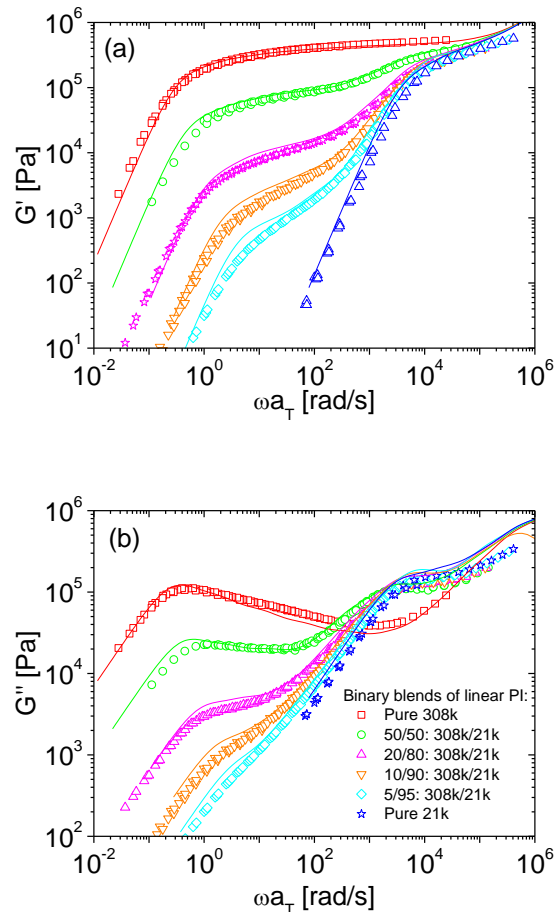 (a)
G' [Pa]
10^6
10^5
10^4
10^3
10^2
10^1
10^-2 10^0 10^2 10^4 10^6
ωa_T [rad/s]
(b)
G'' [Pa]
10^6
10^5
10^4
10^3
10^2
Binary blends of linear PI:
Pure 308k
50/50: 308k/21k
20/80: 308k/21k
10/90: 308k/21k
5/95: 308k/21k
Pure 21k
10^-2 10^0 10^2 10^4 10^6
ωa_T [rad/s]